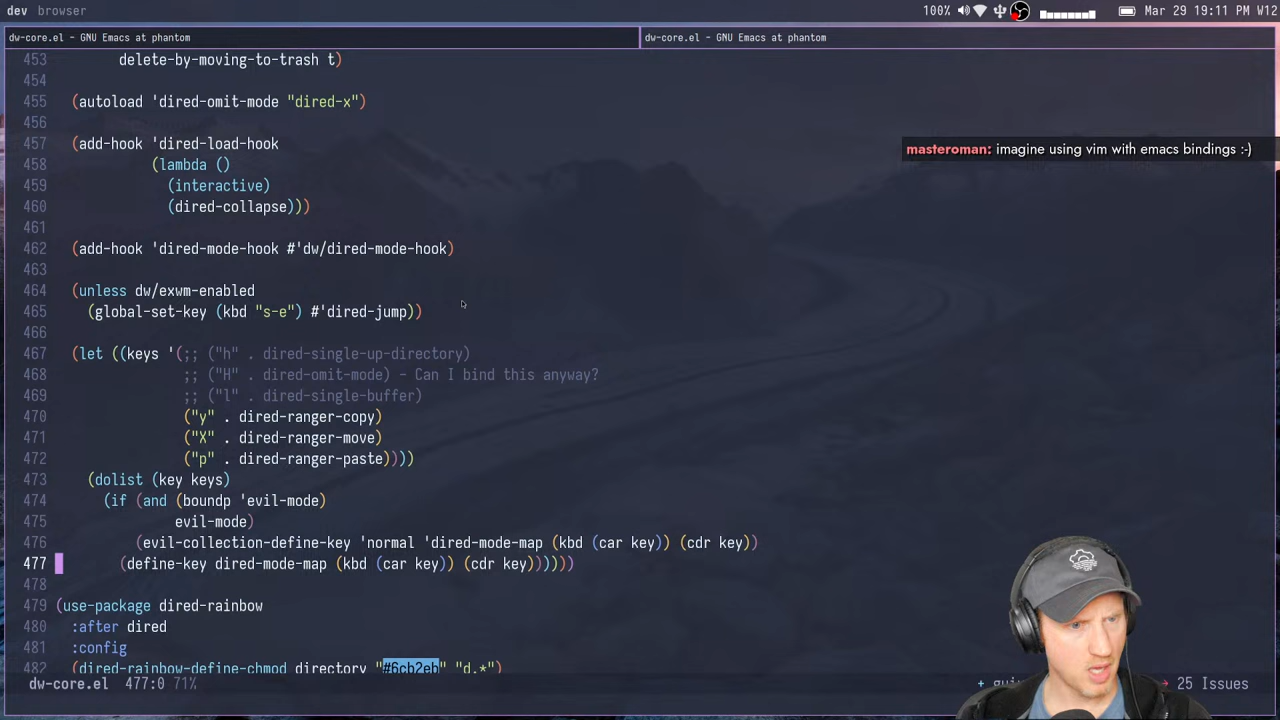 dev browser 100% Mar 29 19:11 PM W12
dw-core.el - GNU Emacs at phantom
dw-core.el - GNU Emacs at phantom
453 delete-by-moving-to-trash t)
454
455 (autoload 'dired-omit-mode "dired-x")
456
457 (add-hook 'dired-load-hook
458 (lambda ()
459 (interactive)
460 (dired-collapse)))
461
462 (add-hook 'dired-mode-hook #'dw/dired-mode-hook)
463
464 (unless dw/exwm-enabled
465 (global-set-key (kbd "s-e") #'dired-jump))
466
467 (let ((keys '(;; ("h" . dired-single-up-directory)
468 ;; ("H" . dired-omit-mode) - Can I bind this anyway?
469 ;; ("l" . dired-single-buffer)
470 ("y" . dired-ranger-copy)
471 ("X" . dired-ranger-move)
472 ("p" . dired-ranger-paste))))
473 (dolist (key keys)
474 (if (and (boundp 'evil-mode)
475 evil-mode)
476 (evil-collection-define-key 'normal 'dired-mode-map (kbd (car key)) (cdr key))
477 (define-key dired-mode-map (kbd (car key)) (cdr key))))))
478
479 (use-package dired-rainbow
480 :after dired
481 :config
482 (dired-rainbow-define-chmod directory "#6cb2eb" "d.*")
masteroman: imagine using vim with emacs bindings :-)
dw-core.el 477:0 71% 25 Issues